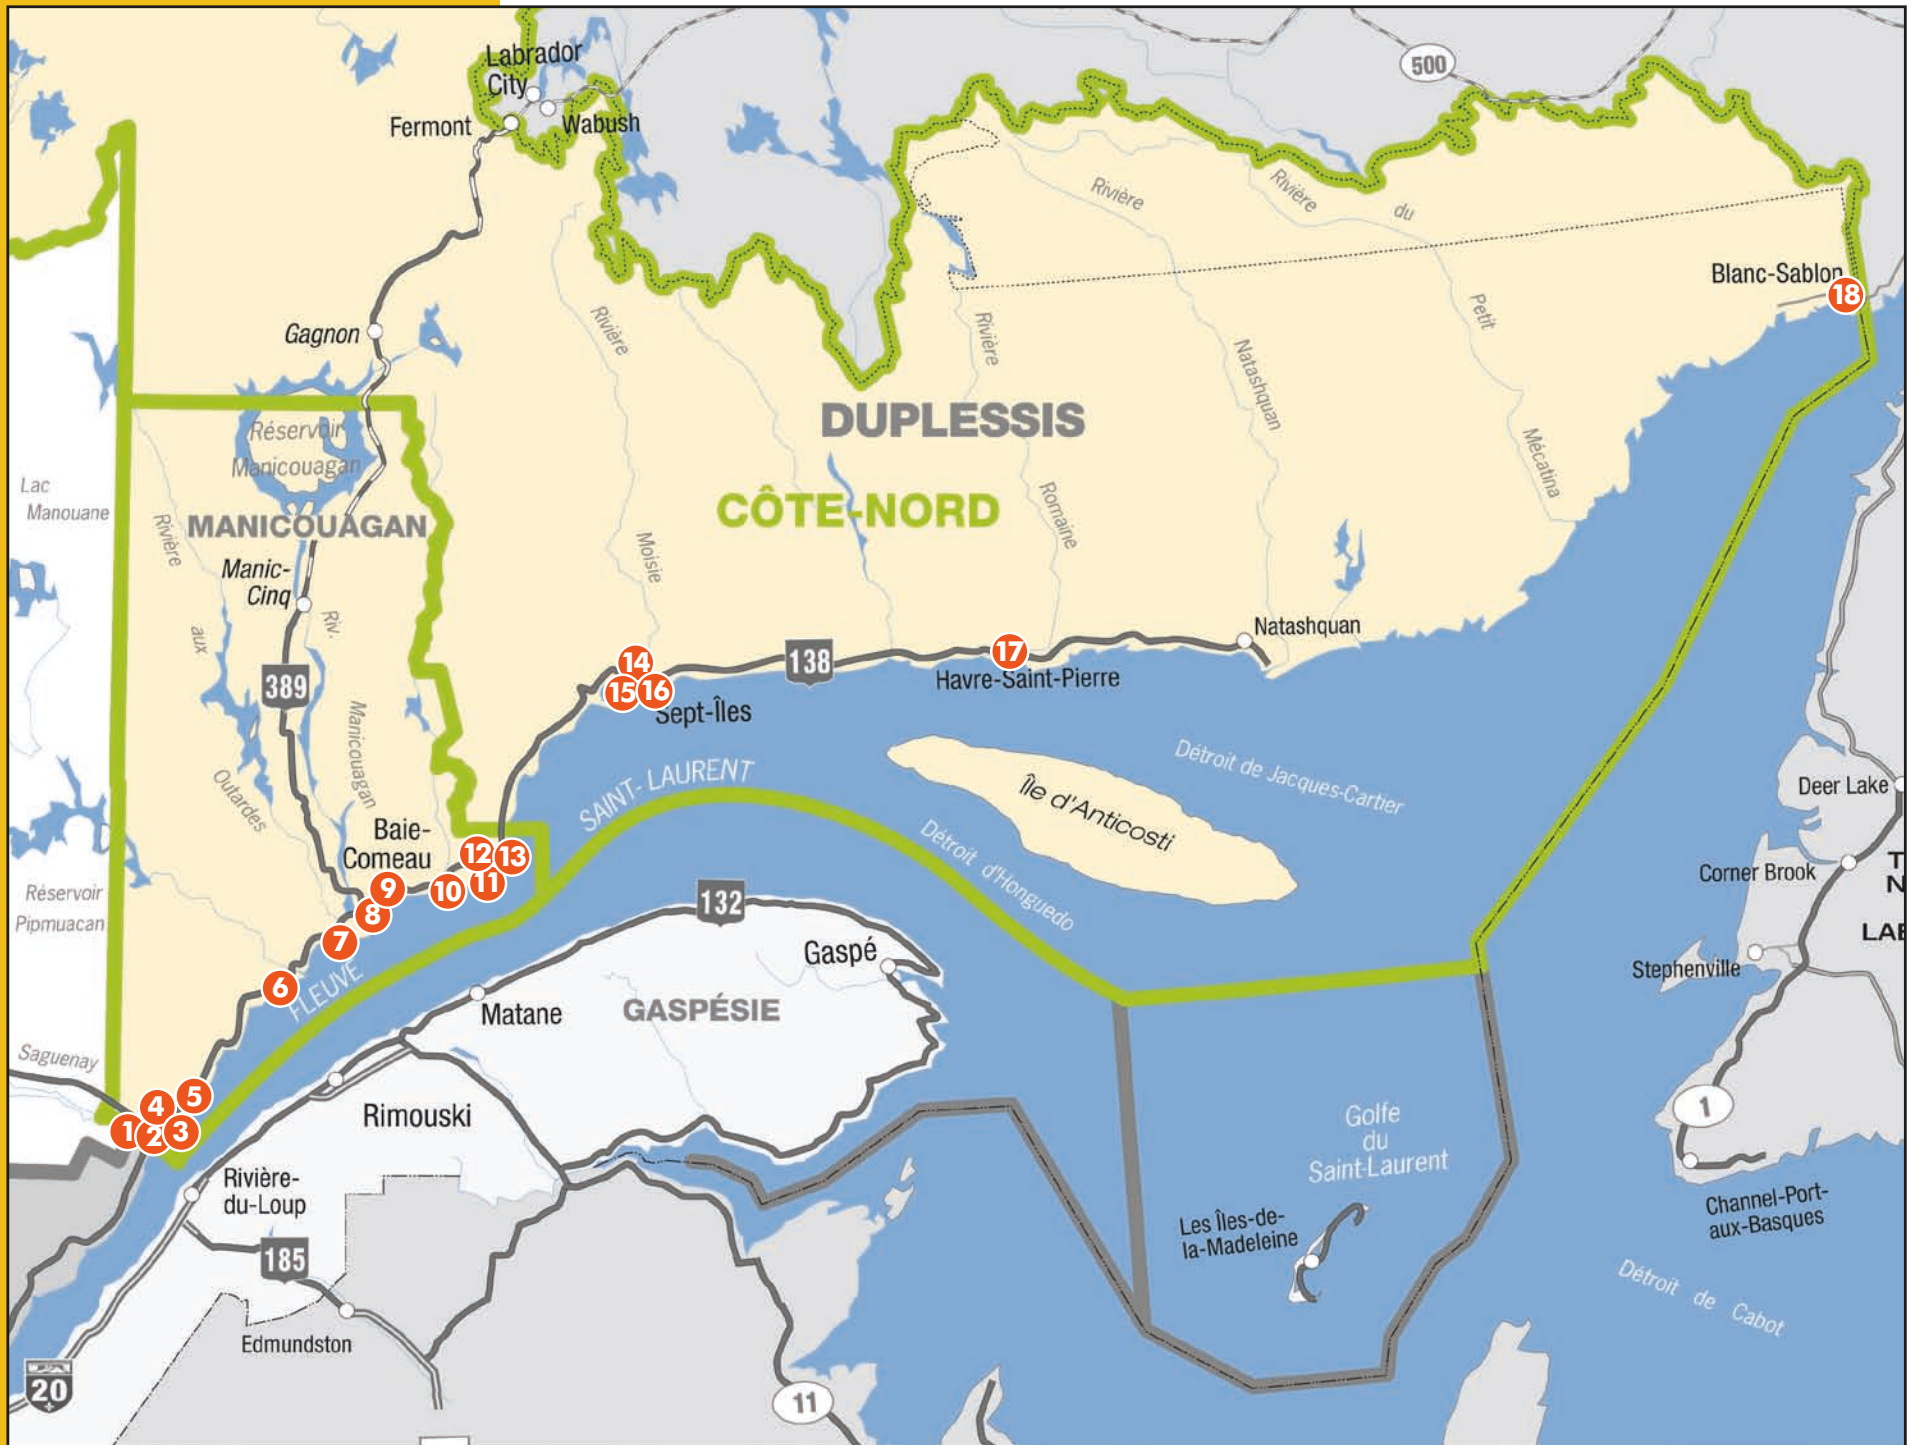 Labrador
City
500
Fermont
Wabush
Rivière
Rivière
du
Blanc-Sablon
18
Gagnon
Rivière
Rivière
Petit
Natashquan
DUPLESSIS
Réservoir
Manicouagan
Mécatina
Lac
Manouane
CÔTE-NORD
Romaine
MANICOUAGAN
Rivière
Moisie
Manic-
Cinq
Riv.
aux
Natashquan
389
14
138
17
15
16
Havre-Saint-Pierre
Sept-Îles
Manicouagan
Détroit de Jacques-Cartier
SAINT-LAURENT
Île d'Anticosti
Deer Lake
Outardes
Baie-
Comeau
12
13
Détroit d'Honguedo
Corner Brook
T
N
9
10
11
Réservoir
Pipmuacan
132
8
LAB
7
Gaspé
Stephenville
6
FLEUVE
Matane
GASPÉSIE
Saguenay
4
5
1
2
3
Rimouski
Golfe
du
Saint-Laurent
1
Rivière-
du-Loup
Les Îles-de-
la-Madeleine
Channel-Port-
aux-Basques
185
Détroit de Cabot
Edmundston
20
11